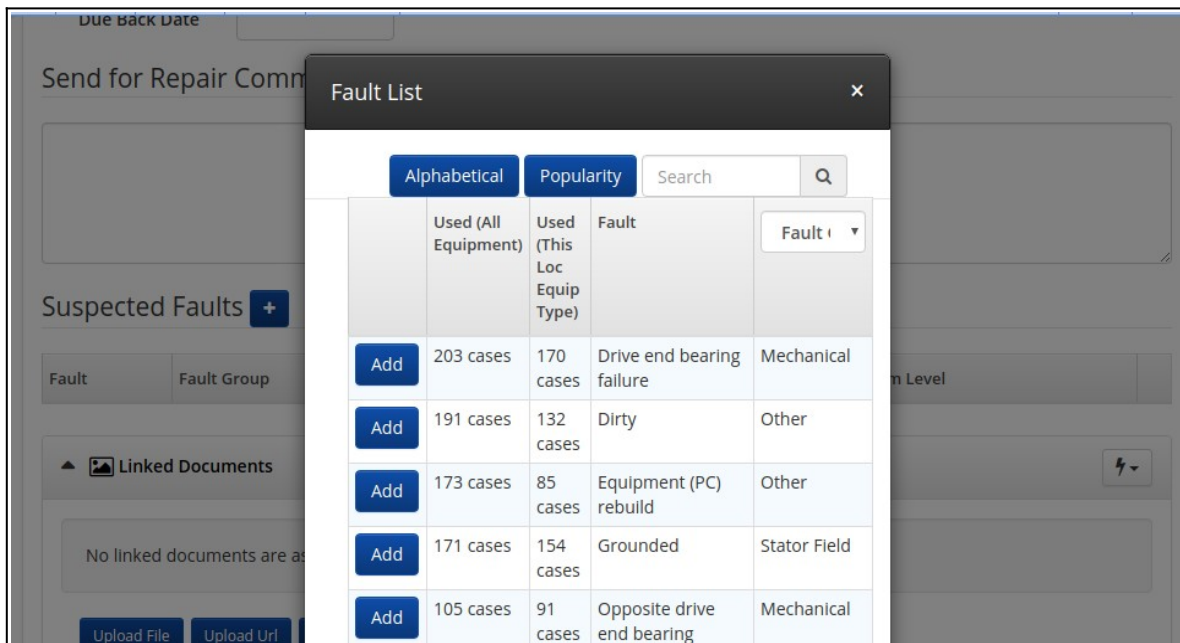 Due Back Date
Send for Repair Comm
Fault List ×
Alphabetical Popularity Search
Used (All Used Fault Fault
Equipment) (This
Loc
Equip
Type)
Suspected Faults +
Add 203 cases 170 Drive end bearing Mechanical
cases failure
Fault Fault Group Level
Add 191 cases 132 Dirty Other
cases
Linked Documents
Add 173 cases 85 Equipment (PC) Other
cases rebuild
No linked documents are as
Add 171 cases 154 Grounded Stator Field
cases
Add 105 cases 91 Opposite drive Mechanical
cases end bearing
Upload File Upload Url